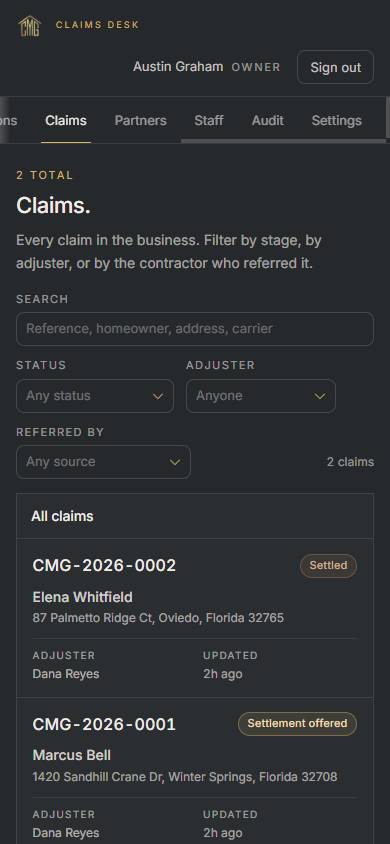 CMG
CLAIMS DESK
Austin Graham OWNER Sign out
ons Claims Partners Staff Audit Settings
2 TOTAL
Claims.
Every claim in the business. Filter by stage, by
adjuster, or by the contractor who referred it.
SEARCH
Reference, homeowner, address, carrier
STATUS ADJUSTER
Any status Anyone
REFERRED BY
Any source 2 claims
All claims
CMG-2026-0002 Settled
Elena Whitfield
87 Palmetto Ridge Ct, Oviedo, Florida 32765
ADJUSTER UPDATED
Dana Reyes 2h ago
CMG-2026-0001 Settlement offered
Marcus Bell
1420 Sandhill Crane Dr, Winter Springs, Florida 32708
ADJUSTER UPDATED
Dana Reyes 2h ago